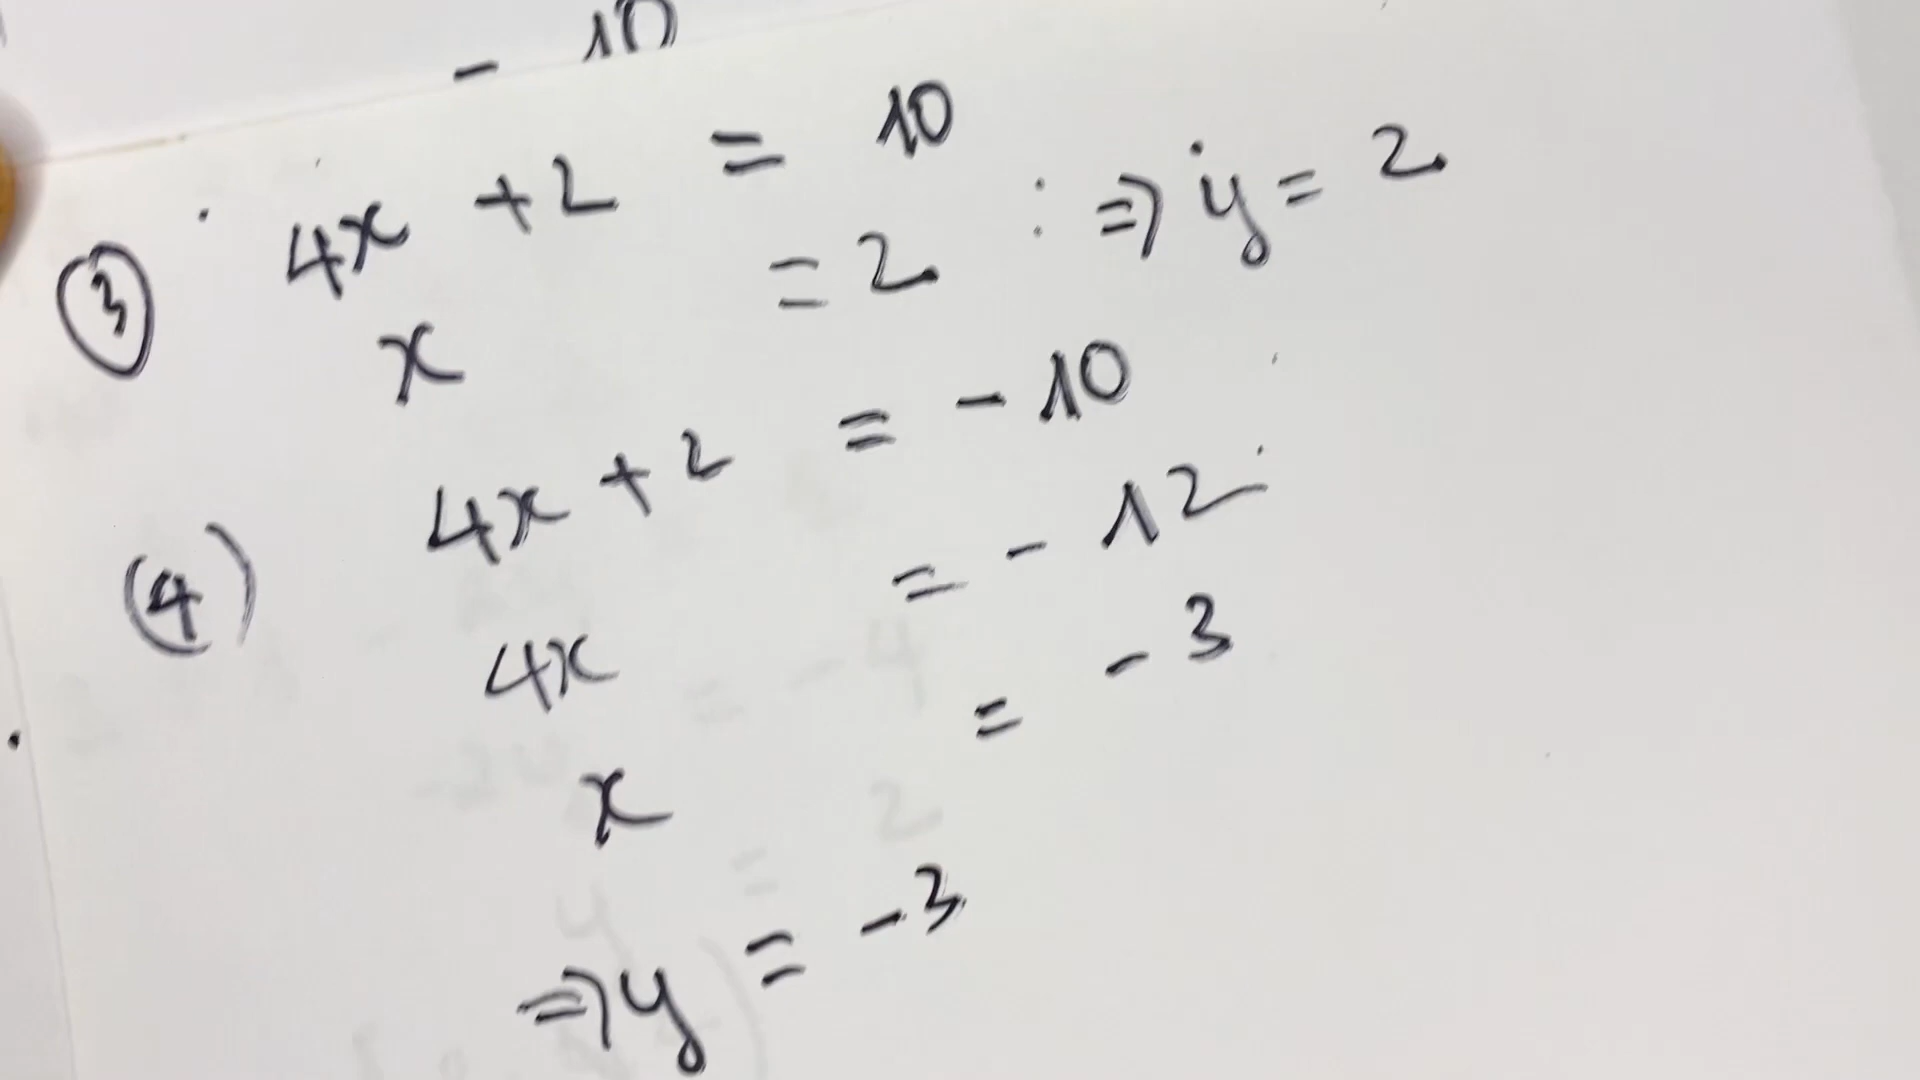 - 10
③ 4x + 2 = 10
x = 2 : ⇒ y = 2
(4) 4x + 2 = - 10
4x = - 12
x = - 3
⇒ y = - 3